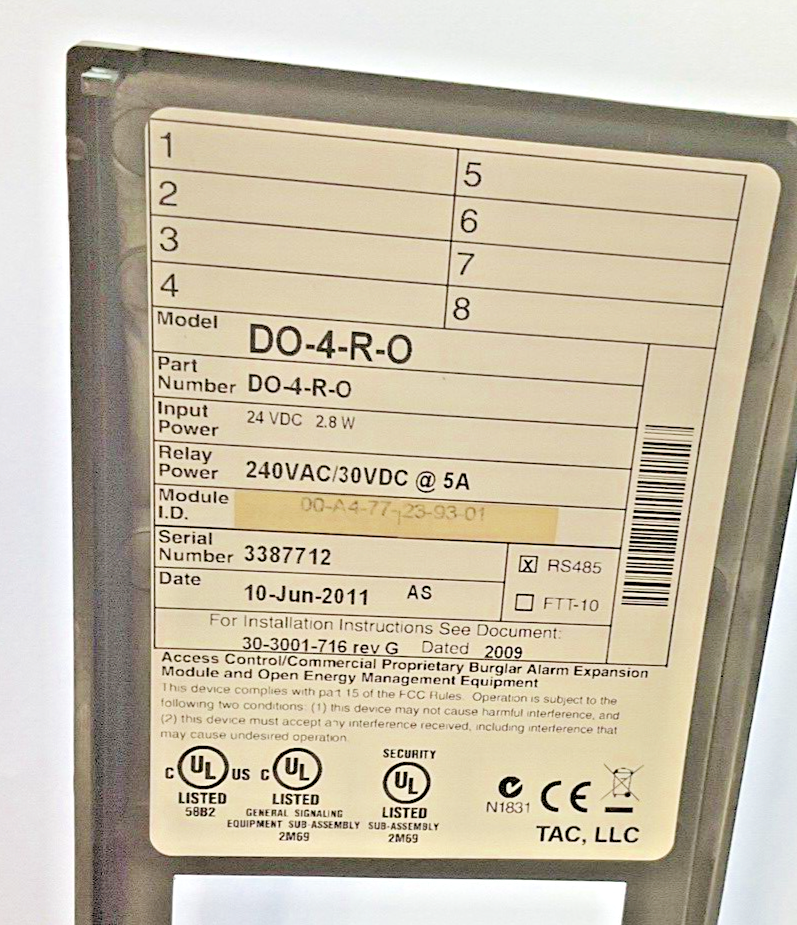 1
5
2
6
3
7
4
8
Model DO-4-R-O
Part Number DO-4-R-O
Input Power 24 VDC 2.8 W
Relay Power 240VAC/30VDC @ 5A
Module I.D. 00-A4-77-23-93-01
Serial Number 3387712
X RS485
Date 10-Jun-2011 AS
FTT-10
For Installation Instructions See Document:
30-3001-716 rev G Dated 2009
Access Control/Commercial Proprietary Burglar Alarm Expansion
Module and Open Energy Management Equipment
This device complies with part 15 of the FCC Rules. Operation is subject to the
following two conditions: (1) this device may not cause harmful interference, and
(2) this device must accept any interference received, including interference that
may cause undesired operation.
C UL US LISTED 58B2
C UL LISTED GENERAL SIGNALING EQUIPMENT SUB-ASSEMBLY 2M69
SECURITY UL LISTED SUB-ASSEMBLY 2M69
N1831
CE
TAC, LLC